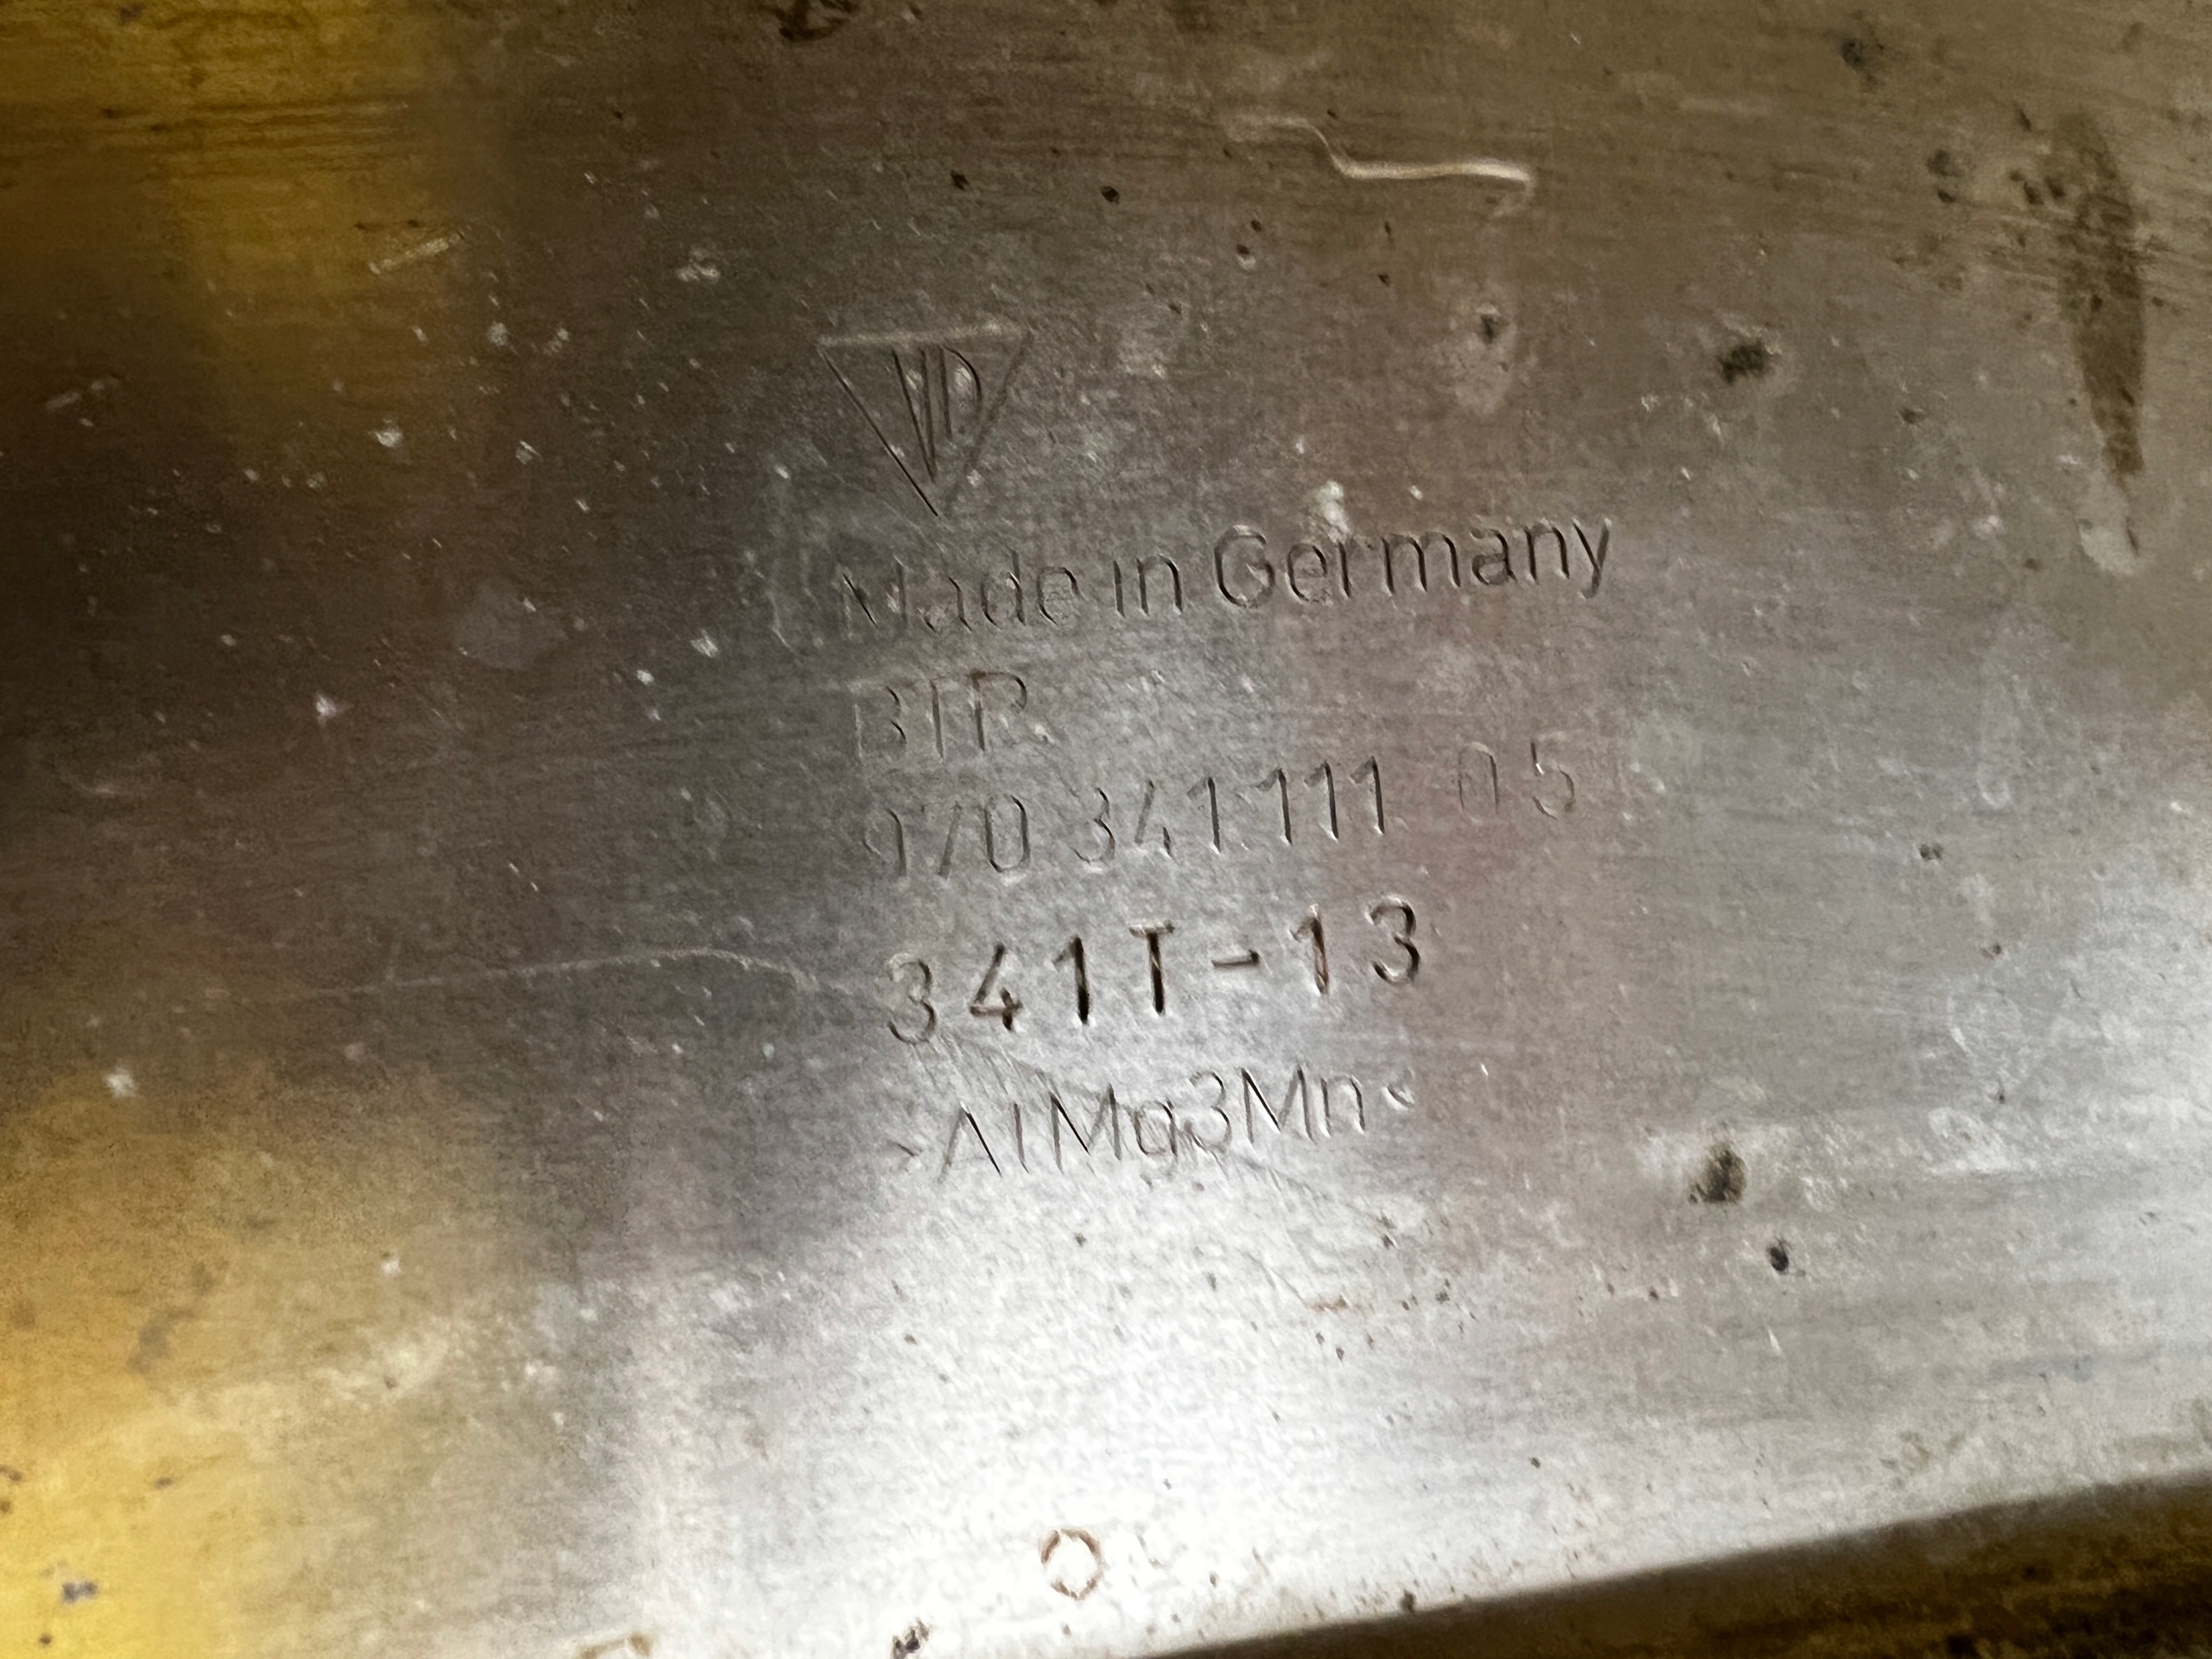 Made in Germany
BTR
970 341 111 05
341T-13
>AlMg3Mn<